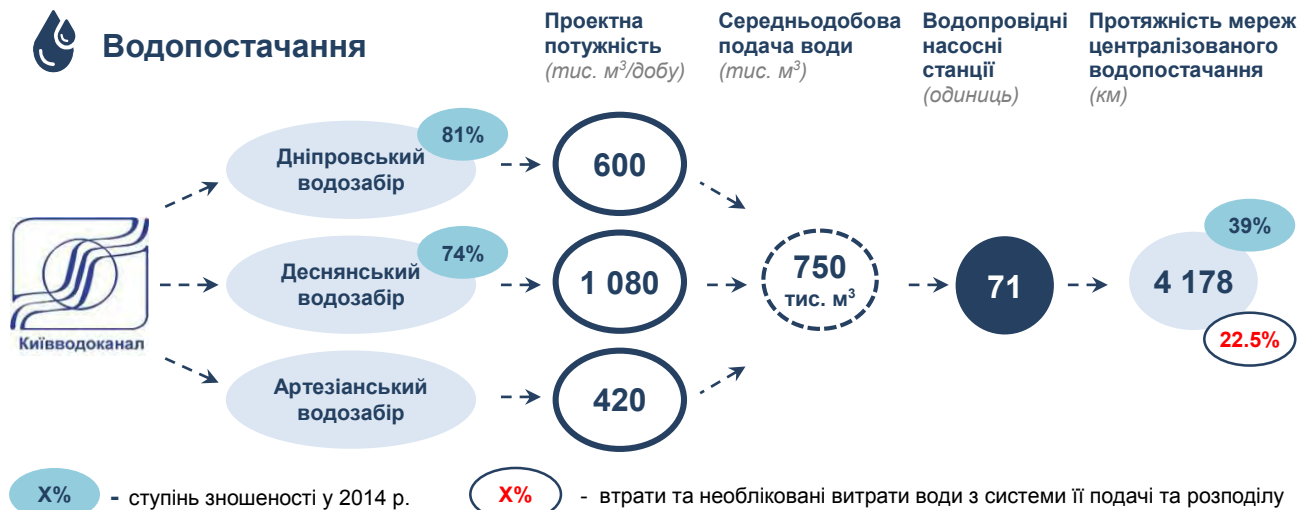 Водопостачання
Проектна
потужність
(тис. м³/добу)
Середньодобова
подача води
(тис. м³)
Водопровідні
насосні
станції
(одиниць)
Протяжність мереж
централізованого
водопостачання
(км)
Київводоканал
81%
Дніпровський
водозабір
600
74%
Деснянський
водозабір
1 080
Артезіанський
водозабір
420
750
тис. м³
71
39%
4 178
22.5%
X% - ступінь зношеності у 2014 р.
X% - втрати та необліковані витрати води з системи її подачі та розподілу